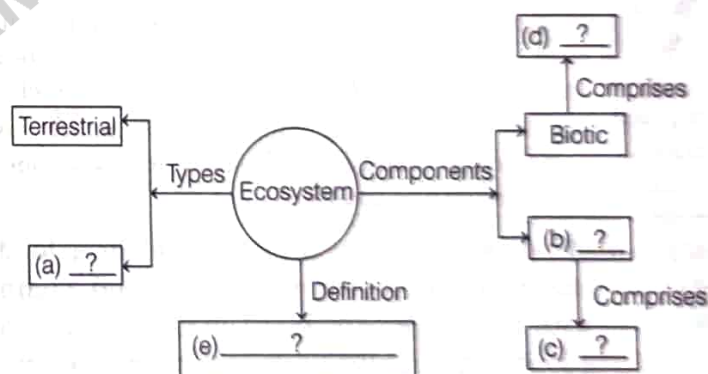 (d) ?
Comprises
Terrestrial
Biotic
Types
Ecosystem
Components
(a) ?
(b) ?
Definition
Comprises
(e) ?
(c) ?